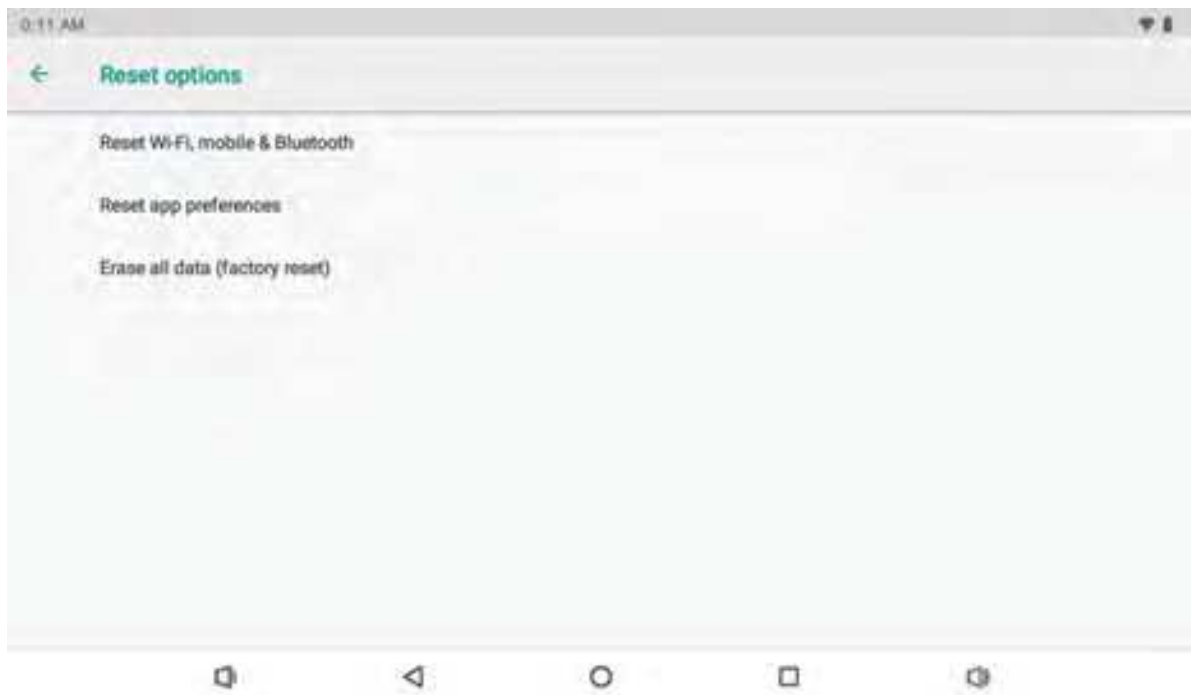 0:11 AM
Reset options
Reset Wi-Fi, mobile & Bluetooth
Reset app preferences
Erase all data (factory reset)